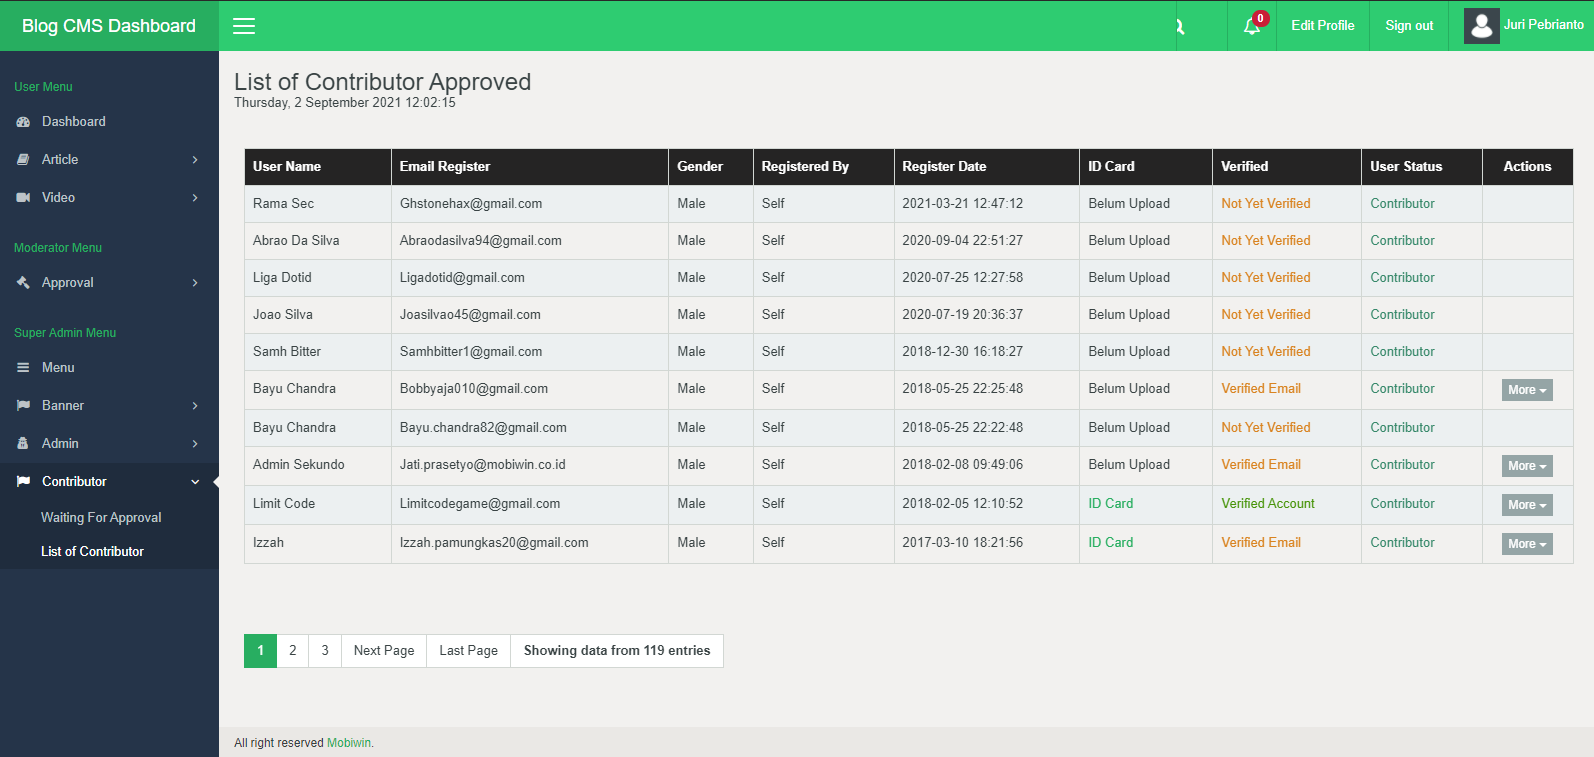 Blog CMS Dashboard
0
Edit Profile
Sign out
Juri Pebrianto
User Menu
Dashboard
Article
Video
Moderator Menu
Approval
Super Admin Menu
Menu
Banner
Admin
Contributor
Waiting For Approval
List of Contributor
List of Contributor Approved
Thursday, 2 September 2021 12:02:15
User Name Email Register Gender Registered By Register Date ID Card Verified User Status Actions
Rama Sec Ghstonehax@gmail.com Male Self 2021-03-21 12:47:12 Belum Upload Not Yet Verified Contributor
Abrao Da Silva Abraodasilva94@gmail.com Male Self 2020-09-04 22:51:27 Belum Upload Not Yet Verified Contributor
Liga Dotid Ligadotid@gmail.com Male Self 2020-07-25 12:27:58 Belum Upload Not Yet Verified Contributor
Joao Silva Joasilvao45@gmail.com Male Self 2020-07-19 20:36:37 Belum Upload Not Yet Verified Contributor
Samh Bitter Samhbitter1@gmail.com Male Self 2018-12-30 16:18:27 Belum Upload Not Yet Verified Contributor
Bayu Chandra Bobbyaja010@gmail.com Male Self 2018-05-25 22:25:48 Belum Upload Verified Email Contributor More
Bayu Chandra Bayu.chandra82@gmail.com Male Self 2018-05-25 22:22:48 Belum Upload Not Yet Verified Contributor
Admin Sekundo Jati.prasetyo@mobiwin.co.id Male Self 2018-02-08 09:49:06 Belum Upload Verified Email Contributor More
Limit Code Limitcodegame@gmail.com Male Self 2018-02-05 12:10:52 ID Card Verified Account Contributor More
Izzah Izzah.pamungkas20@gmail.com Male Self 2017-03-10 18:21:56 ID Card Verified Email Contributor More
1 2 3 Next Page Last Page Showing data from 119 entries
All right reserved Mobiwin.